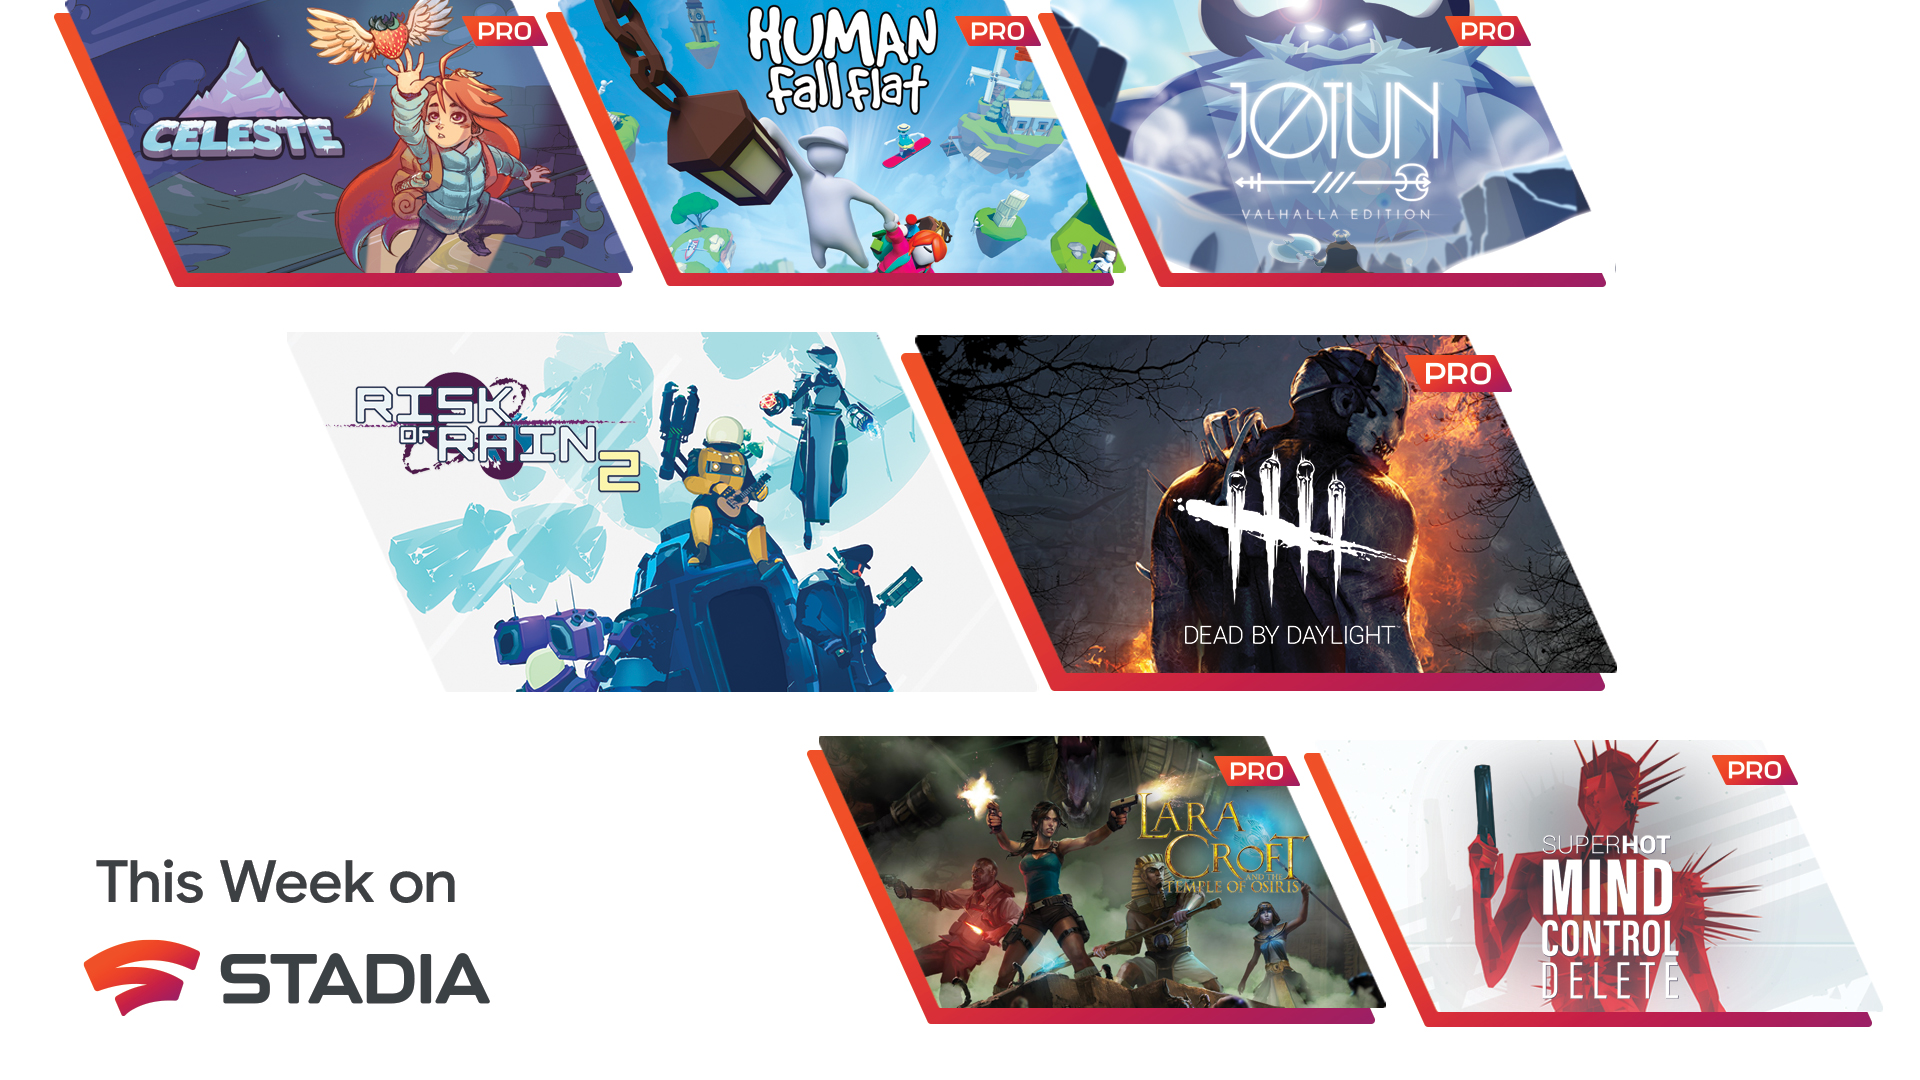 CELESTE
PRO
HUMAN
fall flat
PRO
JØTUN
VALHALLA EDITION
PRO
RISK
OF RAIN
2
PRO
DEAD BY DAYLIGHT
PRO
LARA
CROFT
AND THE
TEMPLE OF OSIRIS
PRO
SUPERHOT
MIND
CONTROL
DELETE
This Week on
STADIA